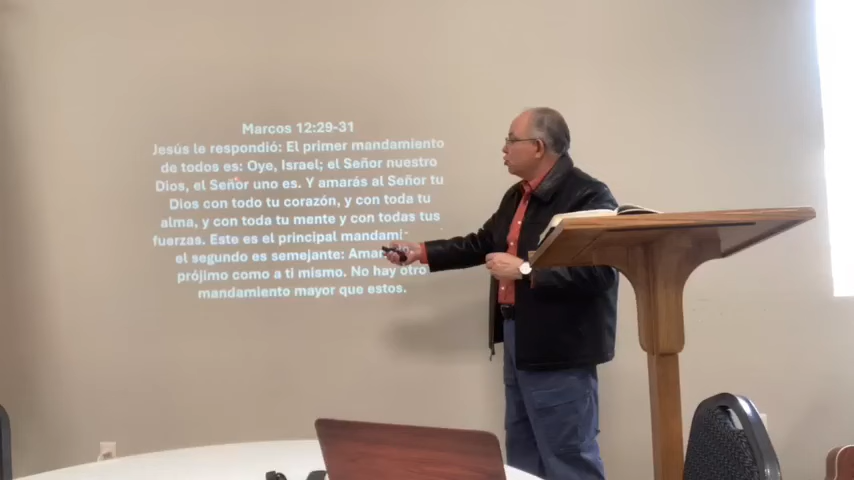 Marcos 12:29-31
Jesús le respondió: El primer mandamiento
de todos es: Oye, Israel; el Señor nuestro
Dios, el Señor uno es. Y amarás al Señor tu
Dios con todo tu corazón, y con toda tu
alma, y con toda tu mente y con todas tus
fuerzas. Este es el principal
el segundo es semejante:
prójimo como a ti mismo. No hay otro
mandamiento mayor que estos.